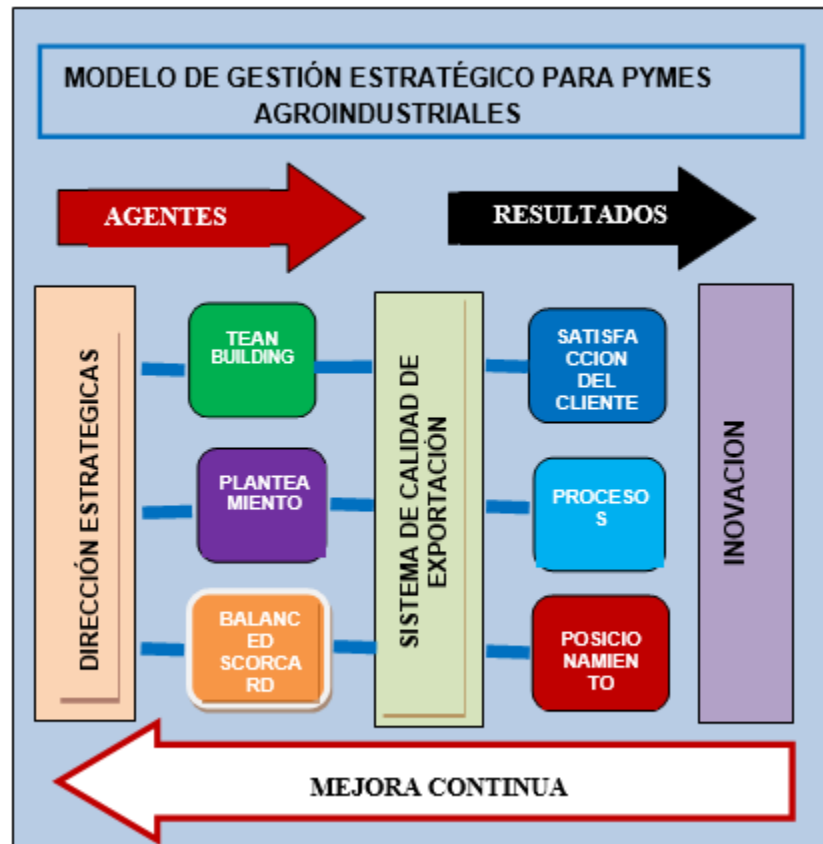 MODELO DE GESTIÓN ESTRATÉGICO PARA PYMES
AGROINDUSTRIALES
AGENTES
RESULTADOS
DIRECCIÓN ESTRATEGICAS
TEAN
BUILDING
PLANTEA
MIENTO
BALANC
ED
SCORCA
RD
SISTEMA DE CALIDAD DE
EXPORTACIÓN
SATISFA
CCION
DEL
CLIENTE
PROCESO
S
POSICIO
NAMIEN
TO
INOVACION
MEJORA CONTINUA